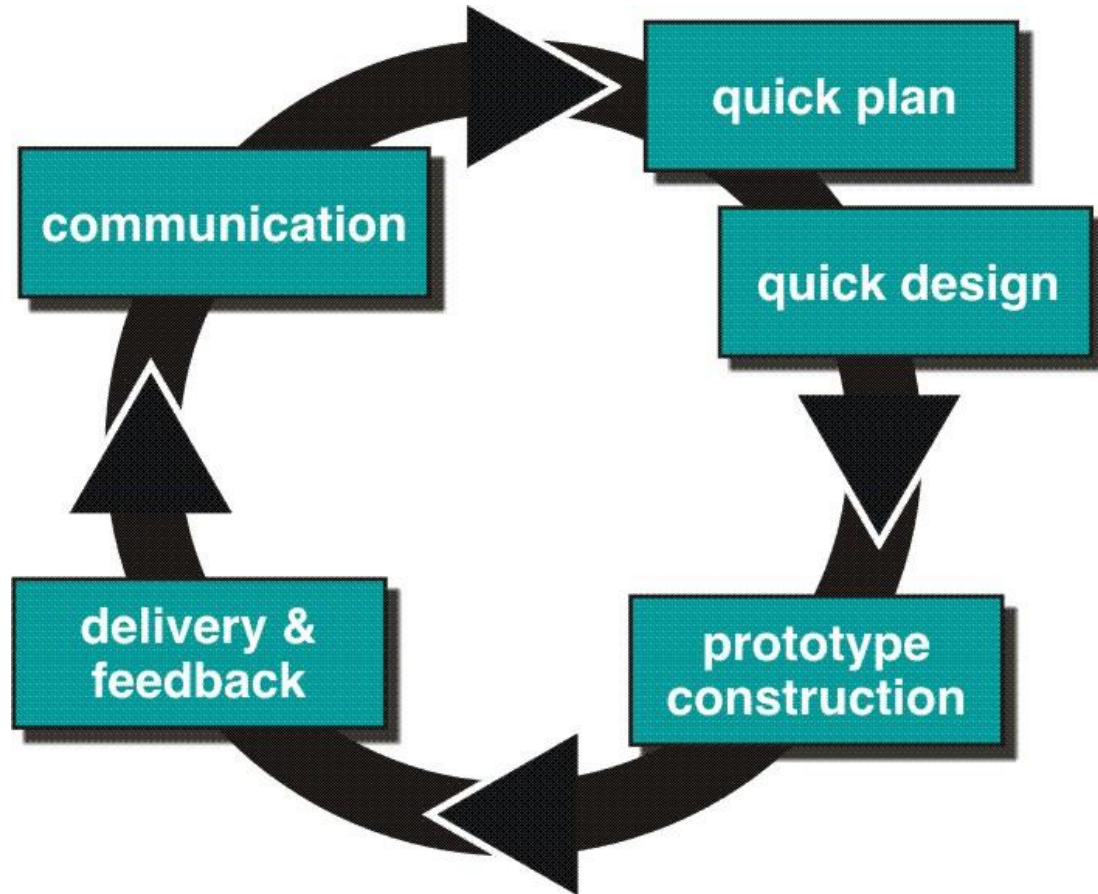 quick plan
communication
quick design
delivery &
feedback
prototype
construction